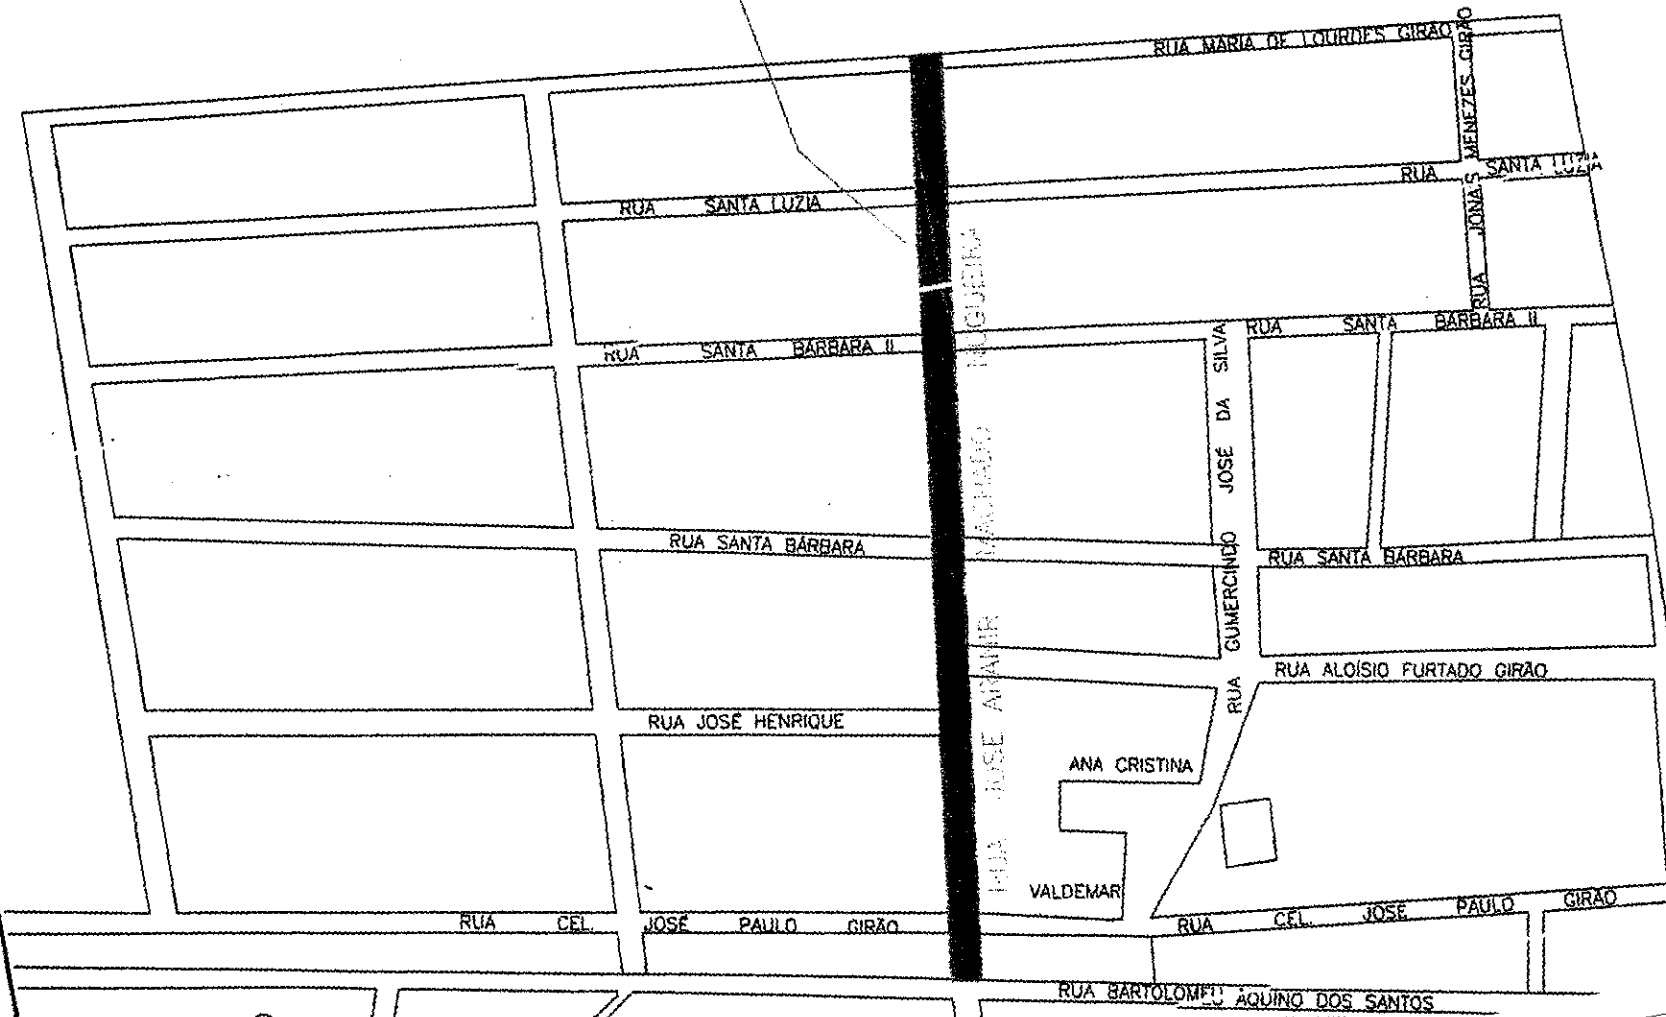 RUA MARIA DE LOURDES GIRÃO
RUA JONAS MENEZES GIRÃO
RUA SANTA LUZIA
RUA SANTA LUZIA
RUA SANTA BÁRBARA II
RUA SANTA BÁRBARA II
RUA GUMERCINDO JOSÉ DA SILVA
RUA JOSÉ MACHADO NOGUEIRA
RUA SANTA BÁRBARA
RUA SANTA BÁRBARA
RUA ALOÍSIO FURTADO GIRÃO
RUA JOSÉ HENRIQUE
ANA CRISTINA
VALDEMAR
RUA CEL. JOSÉ PAULO GIRÃO
RUA CEL. JOSÉ PAULO GIRÃO
RUA BARTOLOMEU AQUINO DOS SANTOS